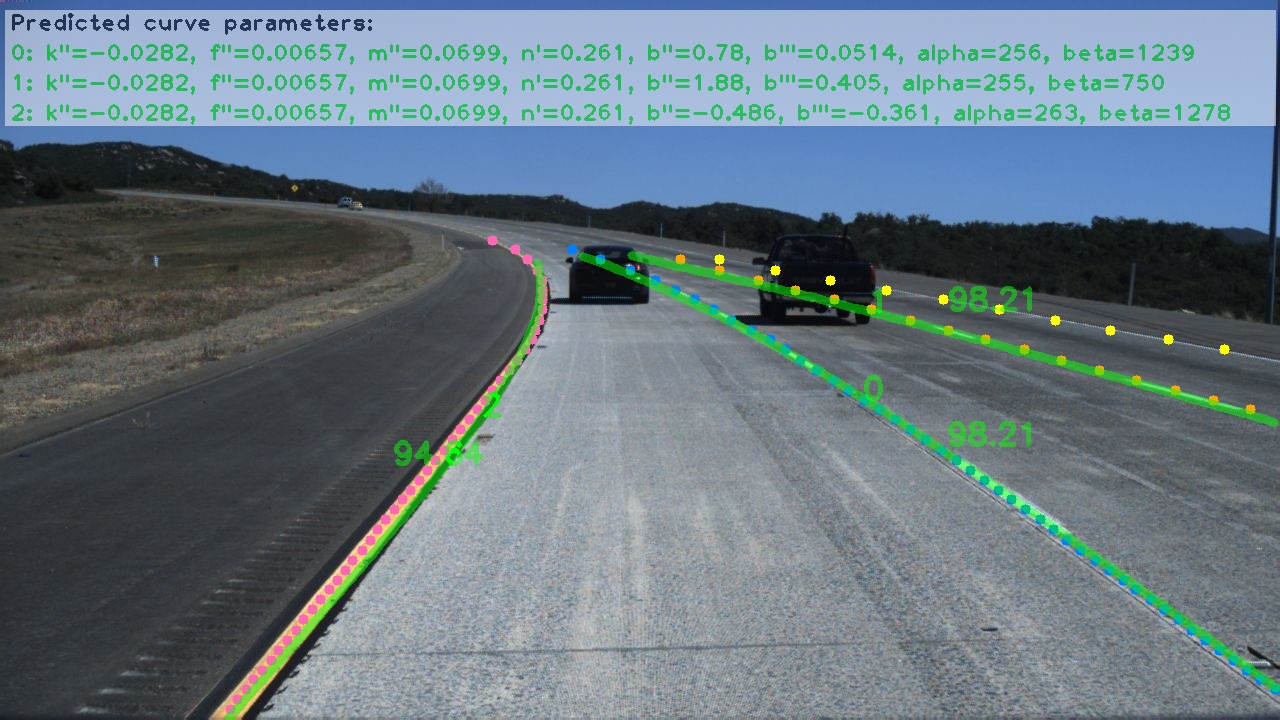 Predicted curve parameters:
0: k''=-0.0282, f''=0.00657, m''=0.0699, n'=0.261, b''=0.78, b'''=0.0514, alpha=256, beta=1239
1: k''=-0.0282, f''=0.00657, m''=0.0699, n'=0.261, b''=1.88, b'''=0.405, alpha=255, beta=750
2: k''=-0.0282, f''=0.00657, m''=0.0699, n'=0.261, b''=-0.486, b'''=-0.361, alpha=263, beta=1278
1
98.21
0
98.21
2
94.64